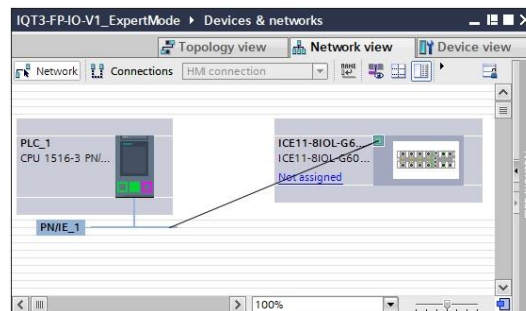 IQT3-FP-IO-V1_ExpertMode ▸ Devices & networks
Topology view Network view Device view
Network Connections HMI connection
PLC_1
CPU 1516-3 PN/...
ICE11-8IOL-G6...
ICE11-8IOL-G60...
Not assigned
PN/IE_1
100%